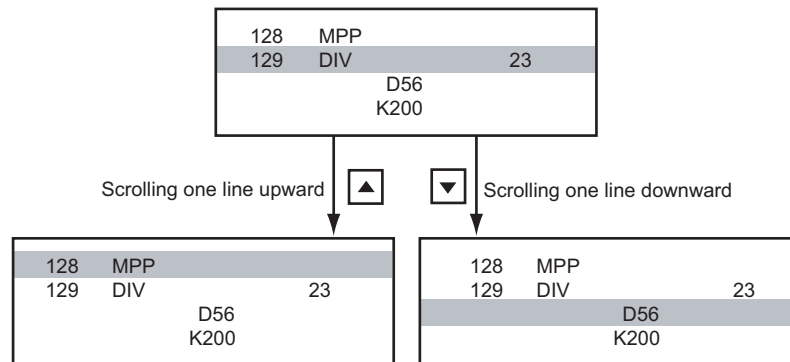 128 MPP
129 DIV 23
D56
K200
Scrolling one line upward
Scrolling one line downward
128 MPP
129 DIV 23
D56
K200
128 MPP
129 DIV 23
D56
K200